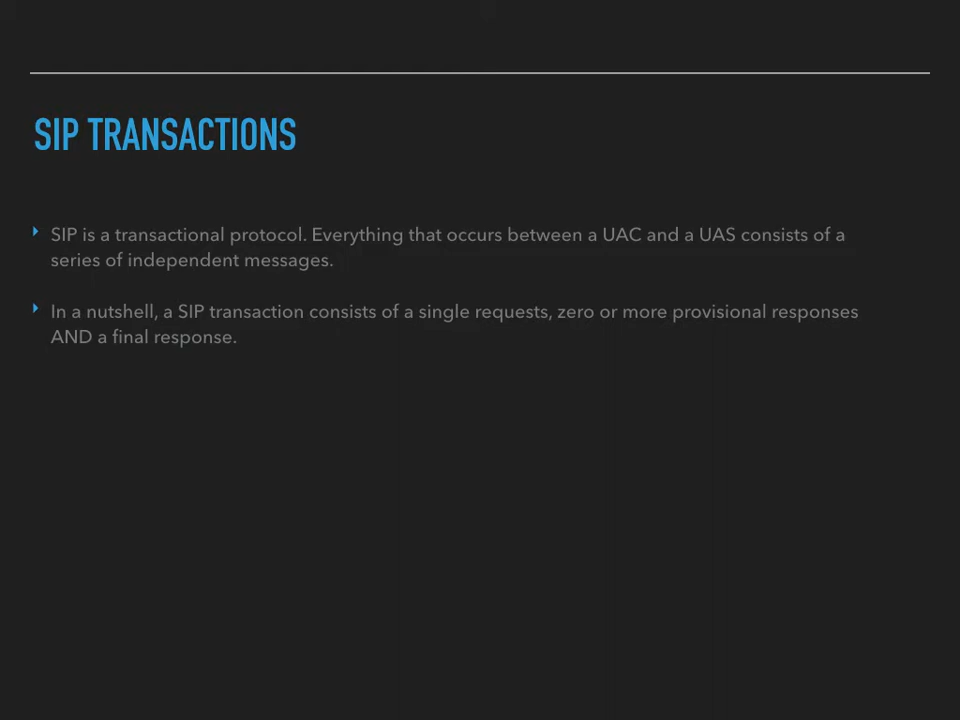 SIP TRANSACTIONS
SIP is a transactional protocol. Everything that occurs between a UAC and a UAS consists of a
series of independent messages.
In a nutshell, a SIP transaction consists of a single requests, zero or more provisional responses
AND a final response.